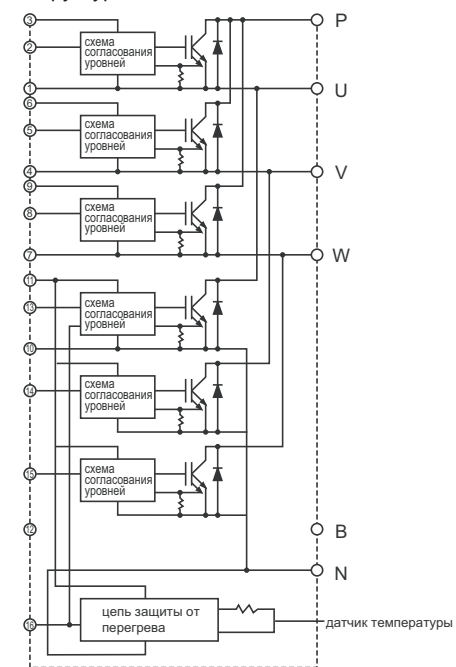 3
P
схема
согласования
уровней
2
1
U
6
схема
согласования
уровней
5
4
V
9
схема
согласования
уровней
8
7
W
11
схема
согласования
уровней
13
10
схема
согласования
уровней
14
схема
согласования
уровней
15
12
B
N
цепь защиты от
перегрева
16
датчик температуры